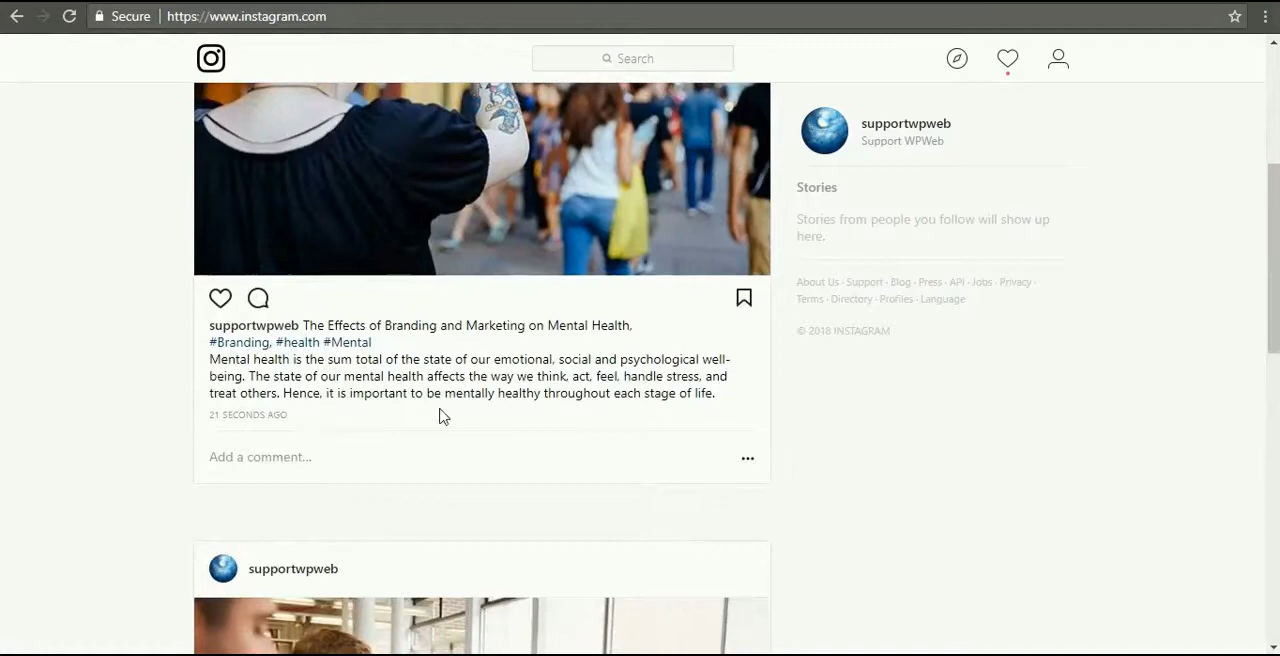 Secure
https://www.instagram.com
Search
supportwpweb
Support WPWeb
Stories
Stories from people you follow will show up
here.
About Us · Support · Blog · Press · API · Jobs · Privacy ·
Terms · Directory · Profiles · Language
© 2018 INSTAGRAM
supportwpweb The Effects of Branding and Marketing on Mental Health,
#Branding, #health #Mental
Mental health is the sum total of the state of our emotional, social and psychological well-
being. The state of our mental health affects the way we think, act, feel, handle stress, and
treat others. Hence, it is important to be mentally healthy throughout each stage of life.
21 SECONDS AGO
Add a comment...
supportwpweb